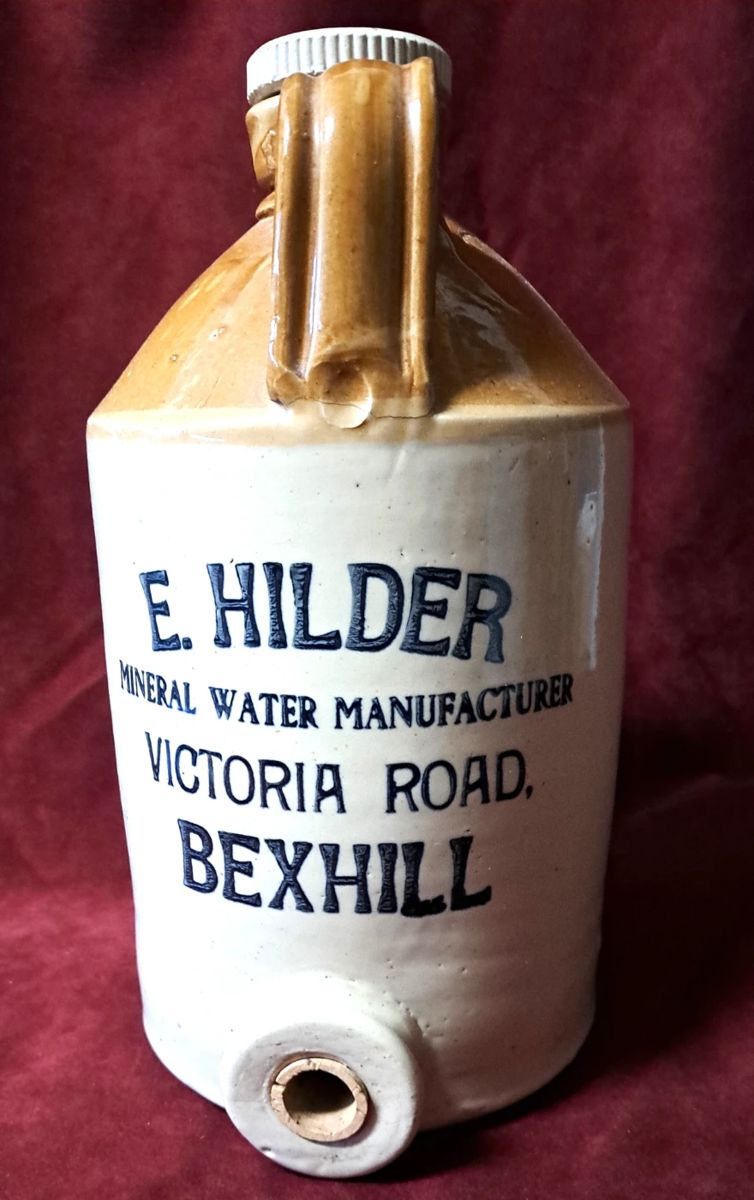 E. HILDER
MINERAL WATER MANUFACTURER
VICTORIA ROAD,
BEXHILL